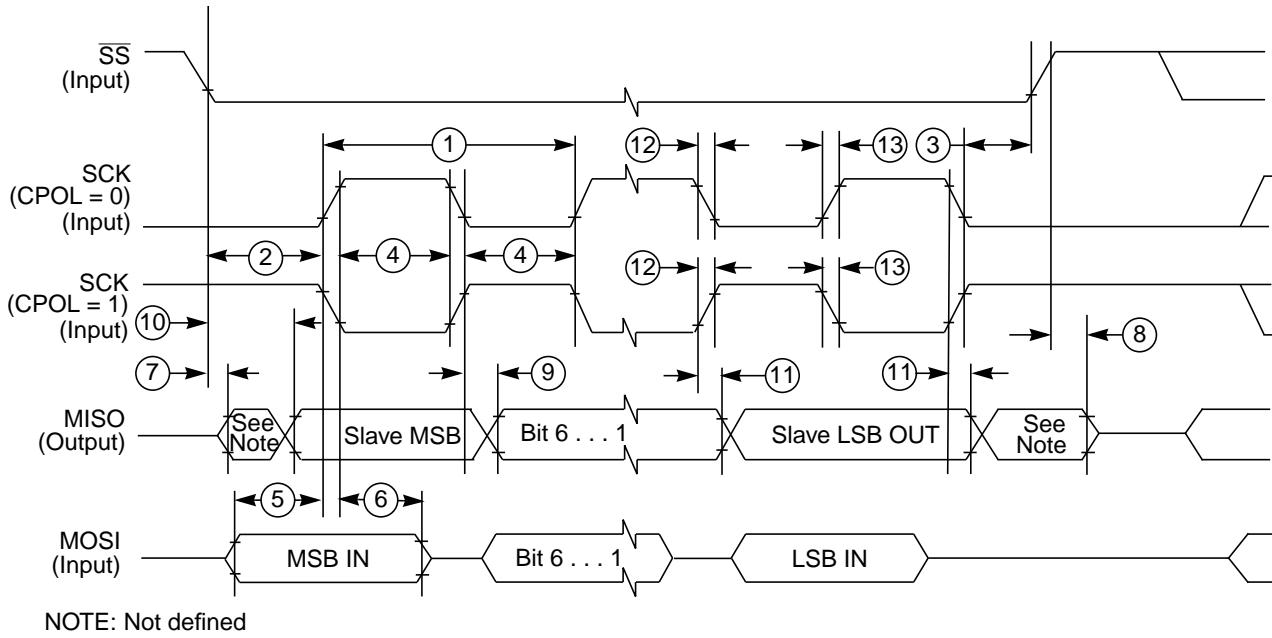 SS
(Input)
1
12
13
3
SCK
(CPOL = 0)
(Input)
2
4
4
12
13
SCK
(CPOL = 1)
(Input)
10
8
7
9
11
11
MISO
(Output)
See
Note
Slave MSB
Bit 6 . . . 1
Slave LSB OUT
See
Note
5
6
MOSI
(Input)
MSB IN
Bit 6 . . . 1
LSB IN
NOTE: Not defined